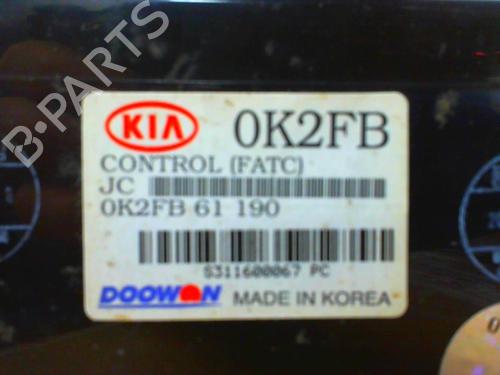 B-PARTS
KIA 0K2FB
CONTROL (FATC)
JC
0K2FB 61 190
S311600067 PC
DOOWON MADE IN KOREA